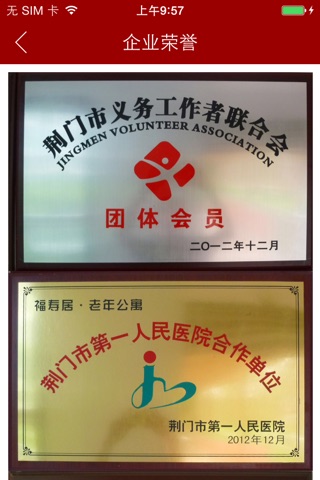 无 SIM 卡 上午9:57
企业荣誉
荆门市义务工作者联合会
JINGMEN VOLUNTEER ASSOCIATION
团体会员
二〇一二年十二月
福寿居·老年公寓
荆门市第一人民医院合作单位
荆门市第一人民医院
2012年12月